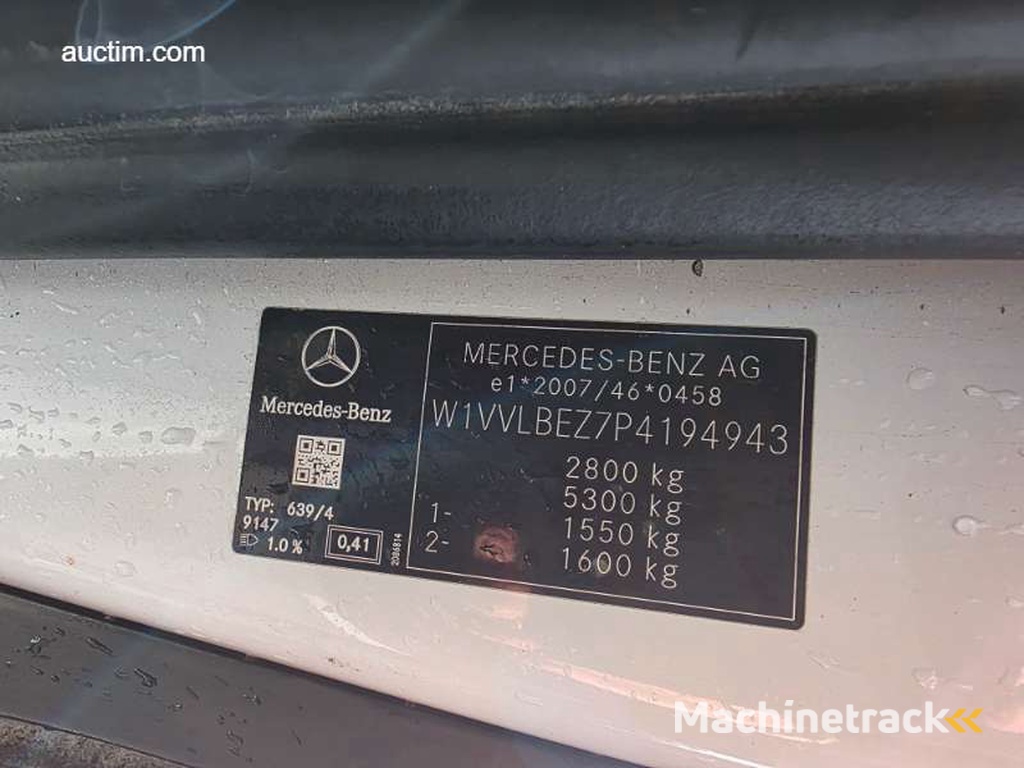 auctim.com
Mercedes-Benz
TYP: 639/4
9147
1.0 %
0,41
2086814
MERCEDES-BENZ AG
e1*2007/46*0458
W1VVLBEZ7P4194943
2800 kg
5300 kg
1- 1550 kg
2- 1600 kg
Machinetrack